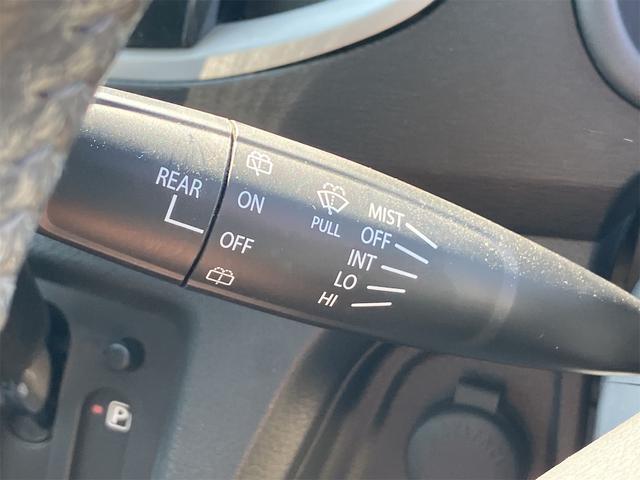 REAR
ON
OFF
PULL
MIST
OFF
INT
LO
HI
P